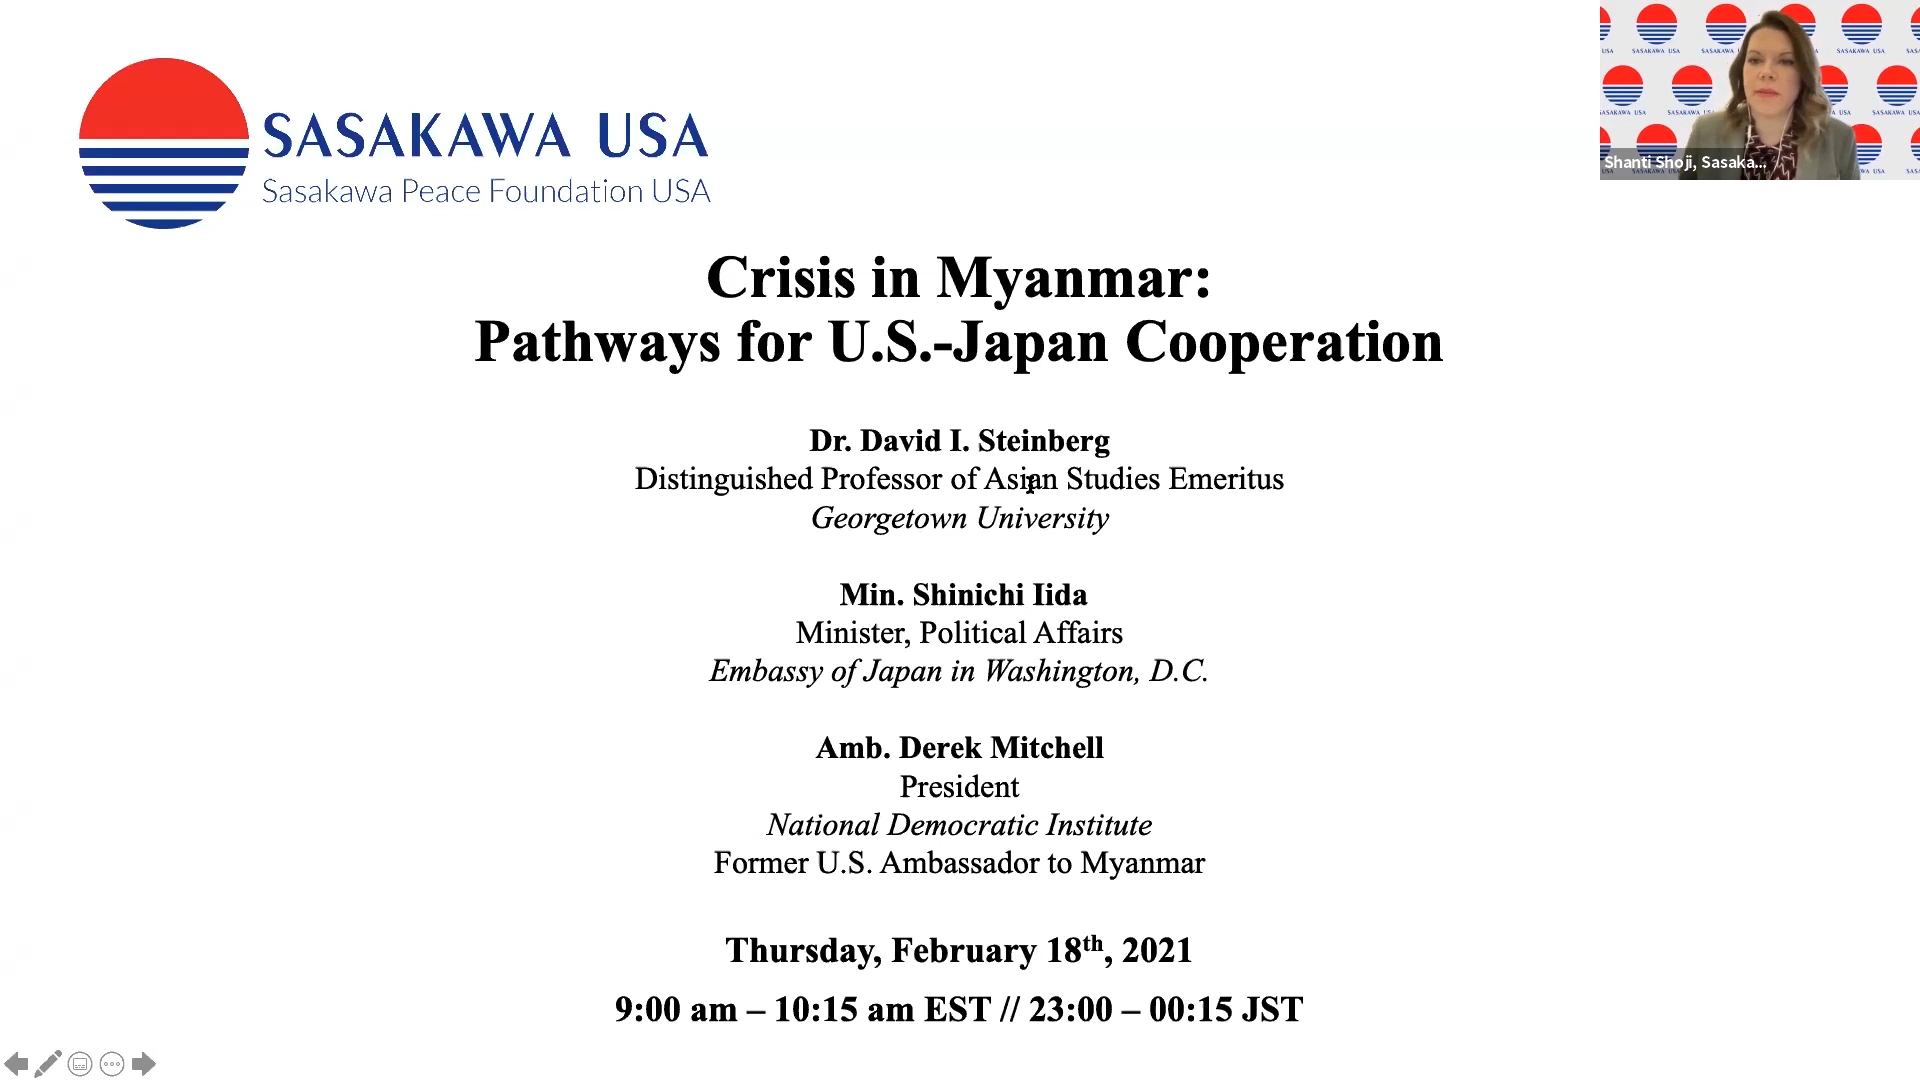 SASAKAWA USA
Sasakawa Peace Foundation USA
Shanti Shoji, Sasaka...
Crisis in Myanmar:
Pathways for U.S.-Japan Cooperation
Dr. David I. Steinberg
Distinguished Professor of Asian Studies Emeritus
Georgetown University
Min. Shinichi Iida
Minister, Political Affairs
Embassy of Japan in Washington, D.C.
Amb. Derek Mitchell
President
National Democratic Institute
Former U.S. Ambassador to Myanmar
Thursday, February 18th, 2021
9:00 am – 10:15 am EST // 23:00 – 00:15 JST